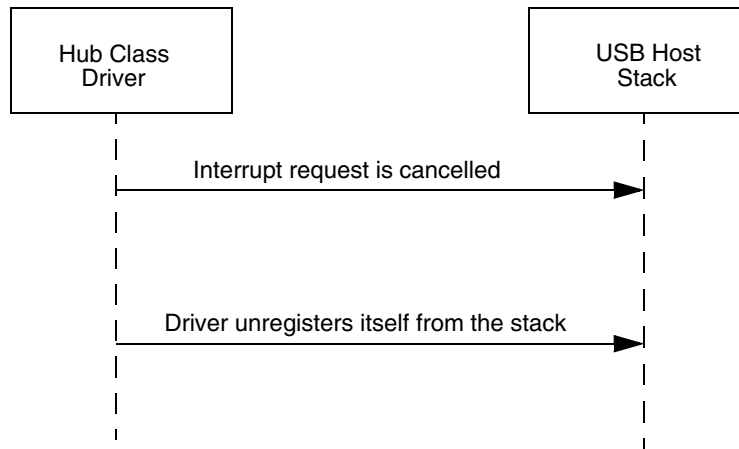 Hub Class
Driver
USB Host
Stack
Interrupt request is cancelled
Driver unregisters itself from the stack